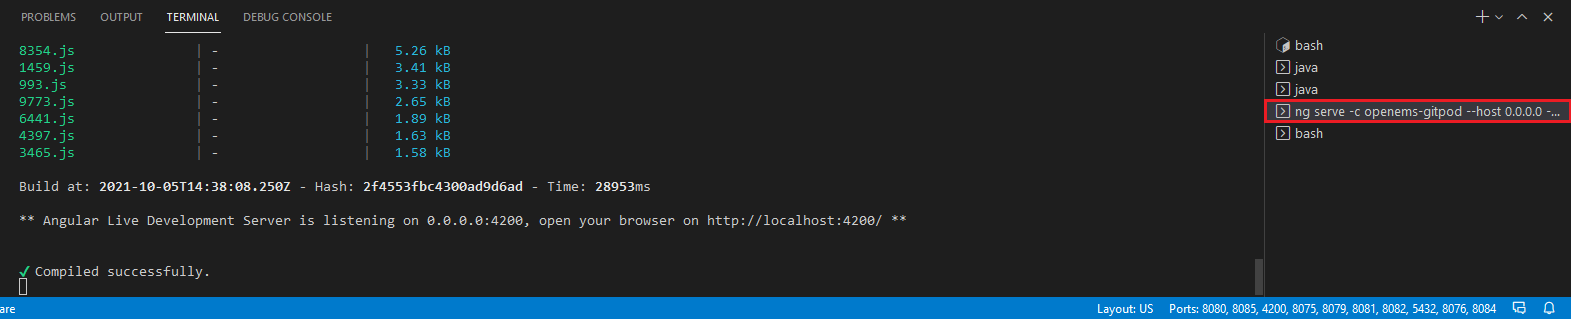 PROBLEMS OUTPUT TERMINAL DEBUG CONSOLE
8354.js | - | 5.26 kB
1459.js | - | 3.41 kB
993.js | - | 3.33 kB
9773.js | - | 2.65 kB
6441.js | - | 1.89 kB
4397.js | - | 1.63 kB
3465.js | - | 1.58 kB
Build at: 2021-10-05T14:38:08.250Z - Hash: 2f4553fbc4300ad9d6ad - Time: 28953ms
** Angular Live Development Server is listening on 0.0.0.0:4200, open your browser on http://localhost:4200/ **
✔ Compiled successfully.
bash
java
java
ng serve -c openems-gitpod --host 0.0.0.0 -...
bash
are Layout: US Ports: 8080, 8085, 4200, 8075, 8079, 8081, 8082, 5432, 8076, 8084